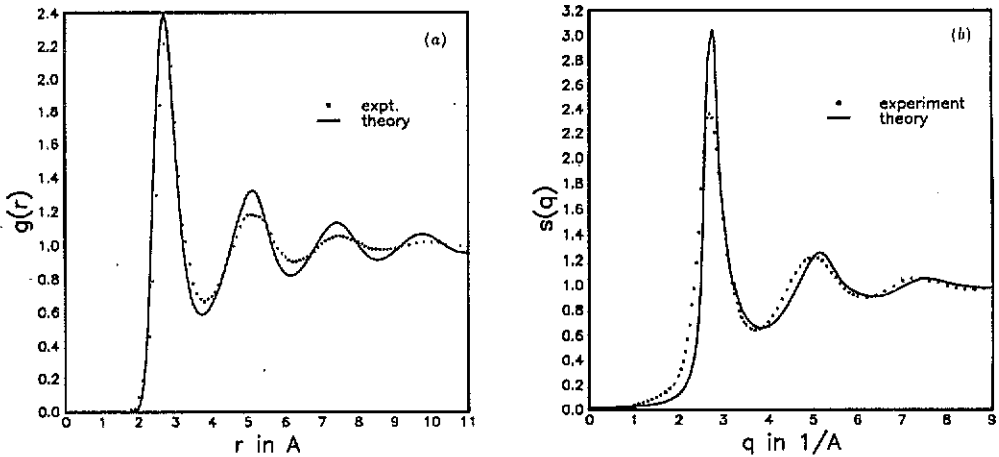 (a)
g(r)
2.4
2.2
2.0
1.8
1.6
1.4
1.2
1.0
0.8
0.6
0.4
0.2
0.0
expt.
theory
0 1 2 3 4 5 6 7 8 9 10 11
r in A
(b)
s(q)
3.2
3.0
2.8
2.6
2.4
2.2
2.0
1.8
1.6
1.4
1.2
1.0
0.8
0.6
0.4
0.2
0.0
experiment
theory
0 1 2 3 4 5 6 7 8 9
q in 1/A